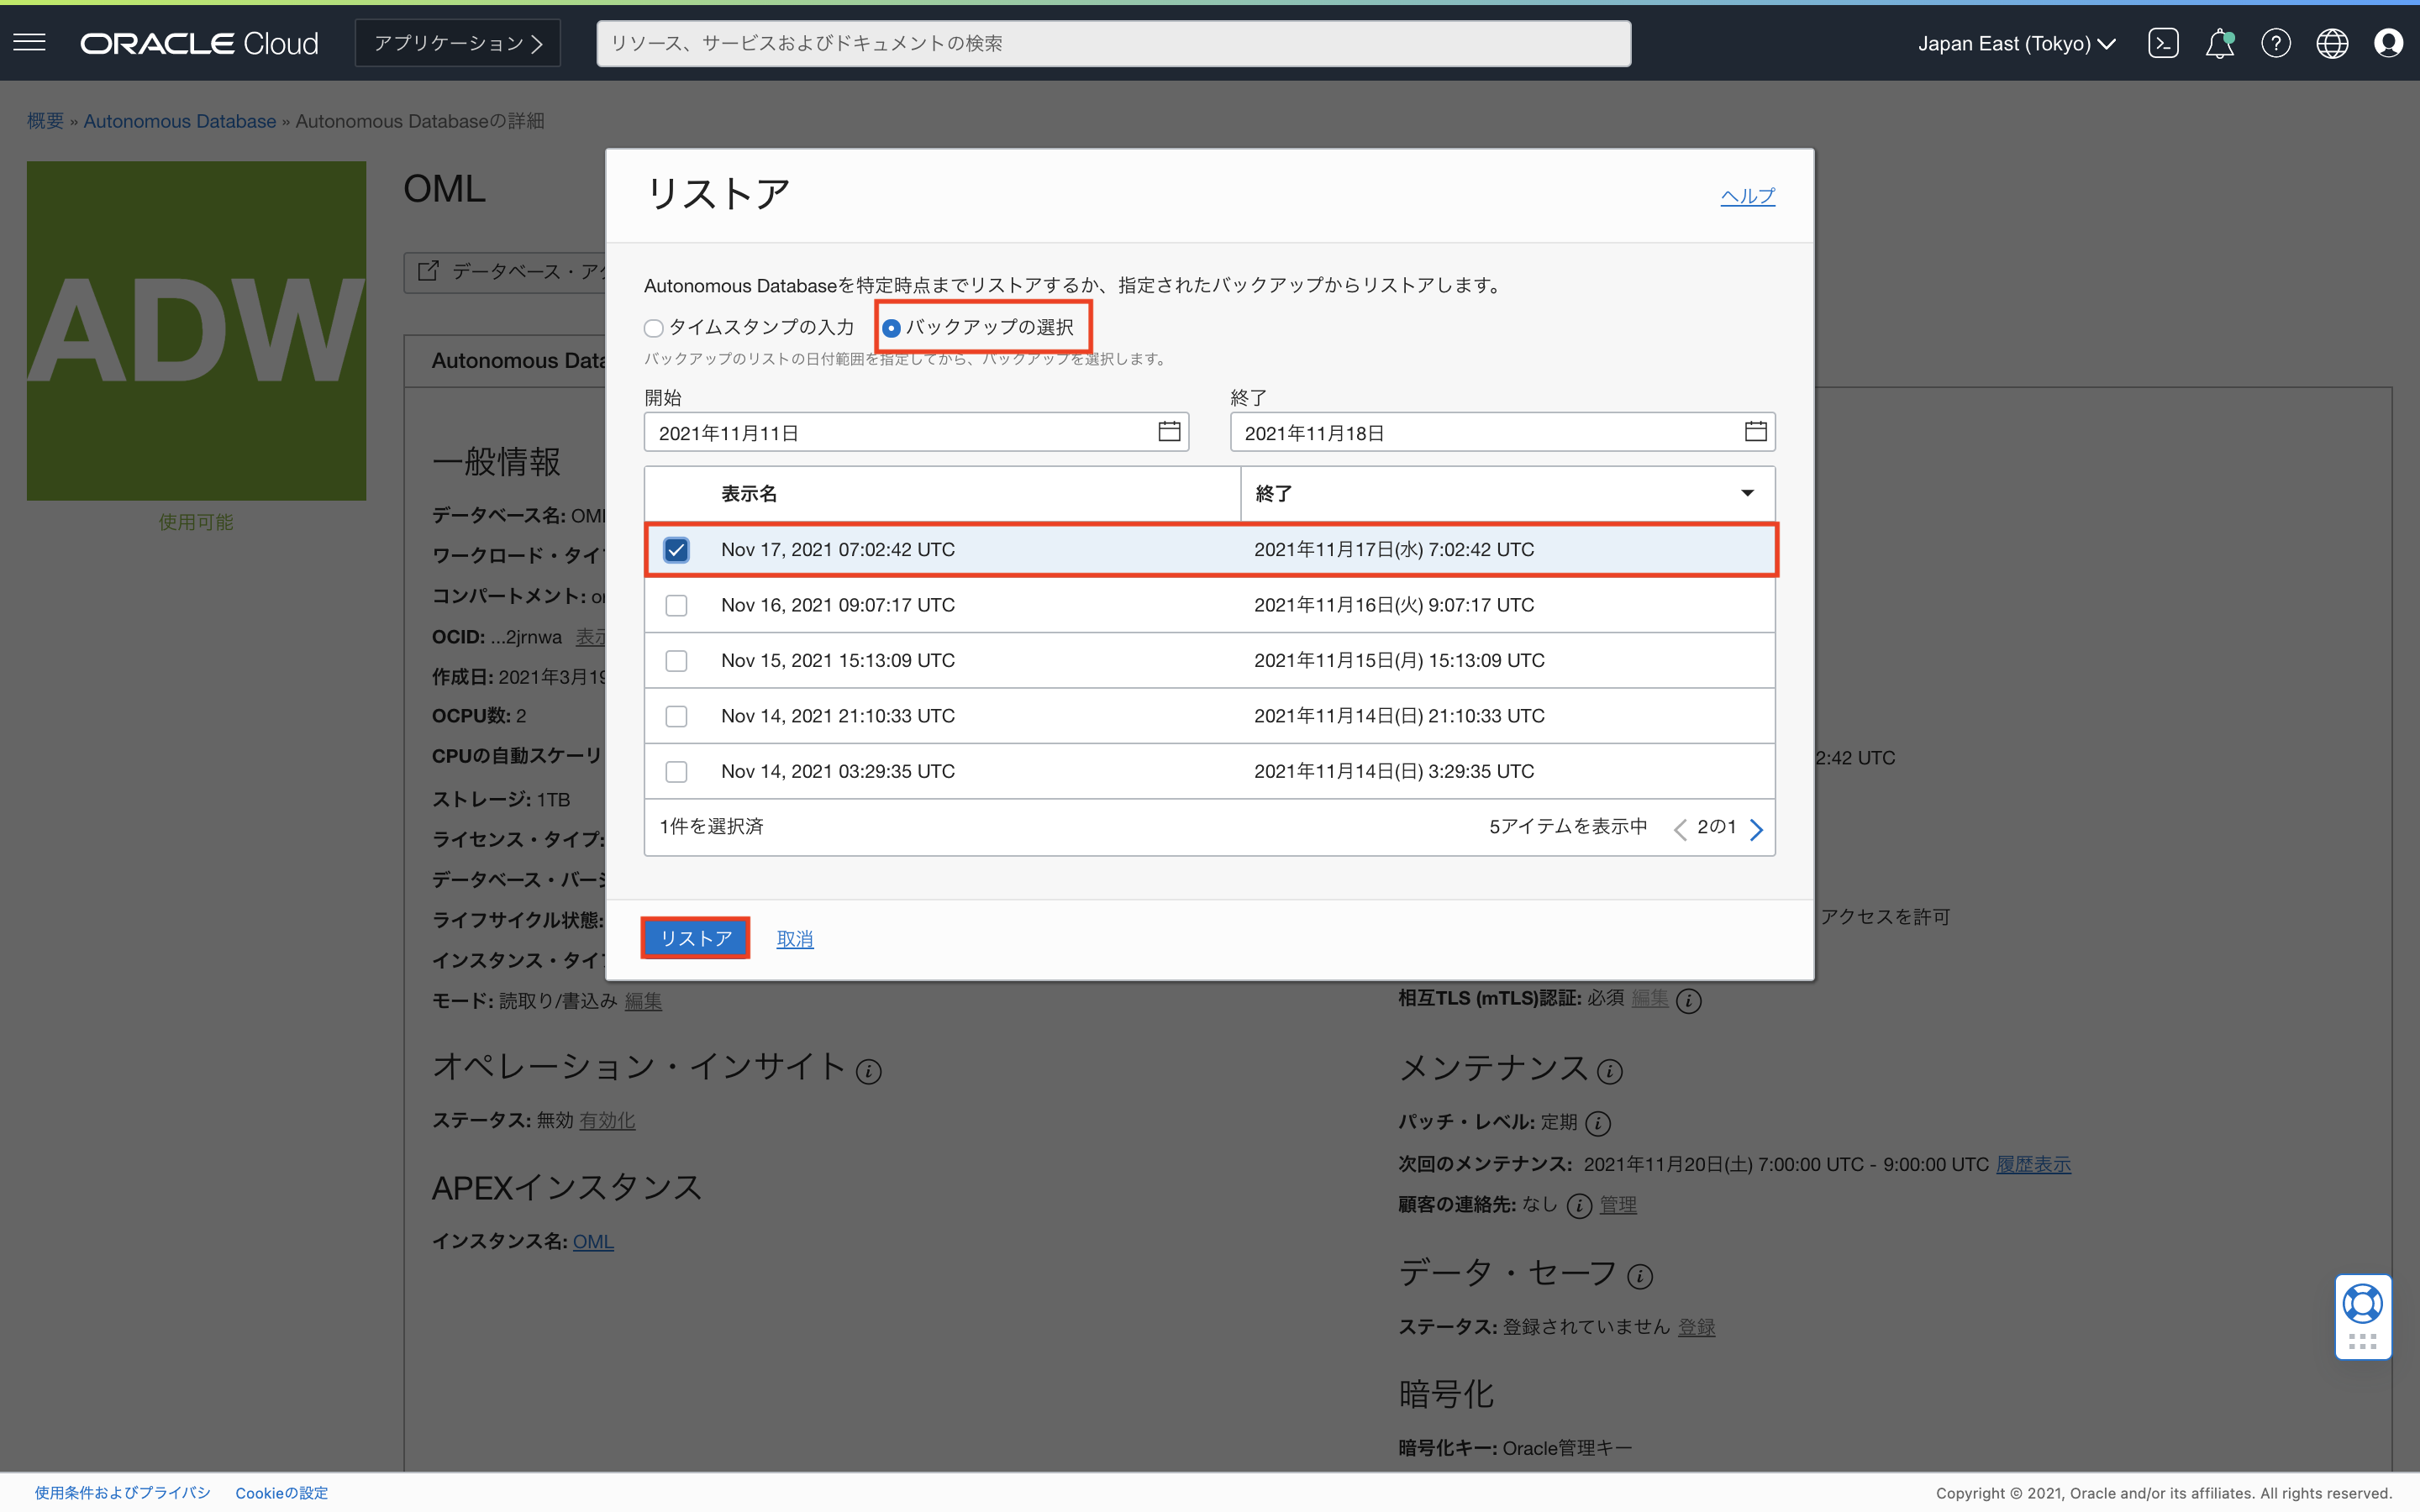 ORACLE Cloud
アプリケーション
リソース、サービスおよびドキュメントの検索
Japan East (Tokyo)
概要 » Autonomous Database » Autonomous Databaseの詳細
ADW
使用可能
OML
データベース・アク
Autonomous Data
一般情報
データベース名: OML
ワークロード・タイプ
コンパートメント:
OCID: ...2jrnwa 表示
作成日: 2021年3月19
OCPU数: 2
CPUの自動スケーリ
ストレージ: 1TB
ライセンス・タイプ:
データベース・バージ
ライフサイクル状態:
インスタンス・タイプ
モード: 読取り/書込み 編集
オペレーション・インサイト
ステータス: 無効 有効化
APEXインスタンス
インスタンス名: OML
リストア
ヘルプ
Autonomous Databaseを特定時点までリストアするか、指定されたバックアップからリストアします。
タイムスタンプの入力
バックアップの選択
バックアップのリストの日付範囲を指定してから、バックアップを選択します。
開始
終了
2021年11月11日
2021年11月18日
表示名
終了
Nov 17, 2021 07:02:42 UTC
2021年11月17日(水) 7:02:42 UTC
Nov 16, 2021 09:07:17 UTC
2021年11月16日(火) 9:07:17 UTC
Nov 15, 2021 15:13:09 UTC
2021年11月15日(月) 15:13:09 UTC
Nov 14, 2021 21:10:33 UTC
2021年11月14日(日) 21:10:33 UTC
Nov 14, 2021 03:29:35 UTC
2021年11月14日(日) 3:29:35 UTC
1件を選択済
5アイテムを表示中
2の1
リストア
取消
2:42 UTC
アクセスを許可
相互TLS (mTLS)認証: 必須 編集
メンテナンス
パッチ・レベル: 定期
次回のメンテナンス: 2021年11月20日(土) 7:00:00 UTC - 9:00:00 UTC 履歴表示
顧客の連絡先: なし 管理
データ・セーフ
ステータス: 登録されていません 登録
暗号化
暗号化キー: Oracle管理キー
使用条件およびプライバシ
Cookieの設定
Copyright © 2021, Oracle and/or its affiliates. All rights reserved.